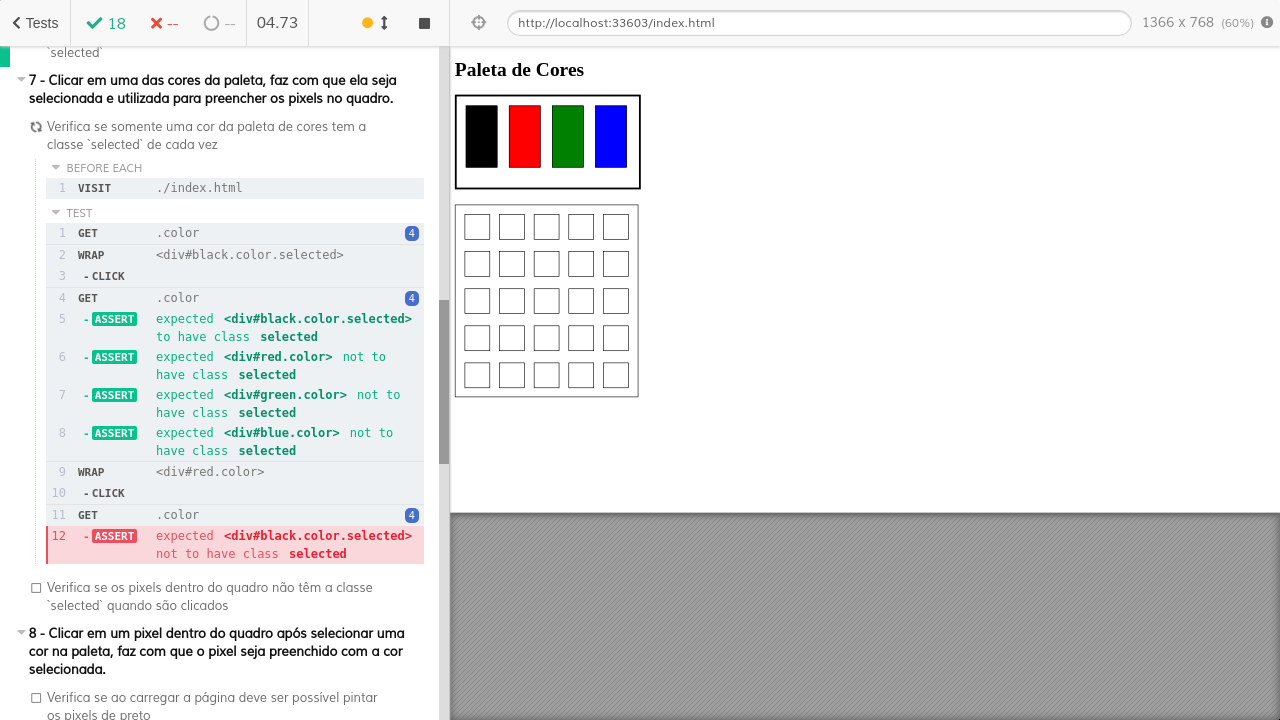 Tests
18
--
--
04.73
http://localhost:33603/index.html
1366 x 768 (60%)
`selected`
7 - Clicar em uma das cores da paleta, faz com que ela seja
selecionada e utilizada para preencher os pixels no quadro.
Verifica se somente uma cor da paleta de cores tem a
classe `selected` de cada vez
BEFORE EACH
1 VISIT ./index.html
TEST
1 GET .color 4
2 WRAP <div#black.color.selected>
3 - CLICK
4 GET .color 4
5 - ASSERT expected <div#black.color.selected>
to have class selected
6 - ASSERT expected <div#red.color> not to
have class selected
7 - ASSERT expected <div#green.color> not to
have class selected
8 - ASSERT expected <div#blue.color> not to
have class selected
9 WRAP <div#red.color>
10 - CLICK
11 GET .color 4
12 - ASSERT expected <div#black.color.selected>
not to have class selected
Verifica se os pixels dentro do quadro não têm a classe
`selected` quando são clicados
8 - Clicar em um pixel dentro do quadro após selecionar uma
cor na paleta, faz com que o pixel seja preenchido com a cor
selecionada.
Verifica se ao carregar a página deve ser possível pintar
os pixels de preto
Paleta de Cores